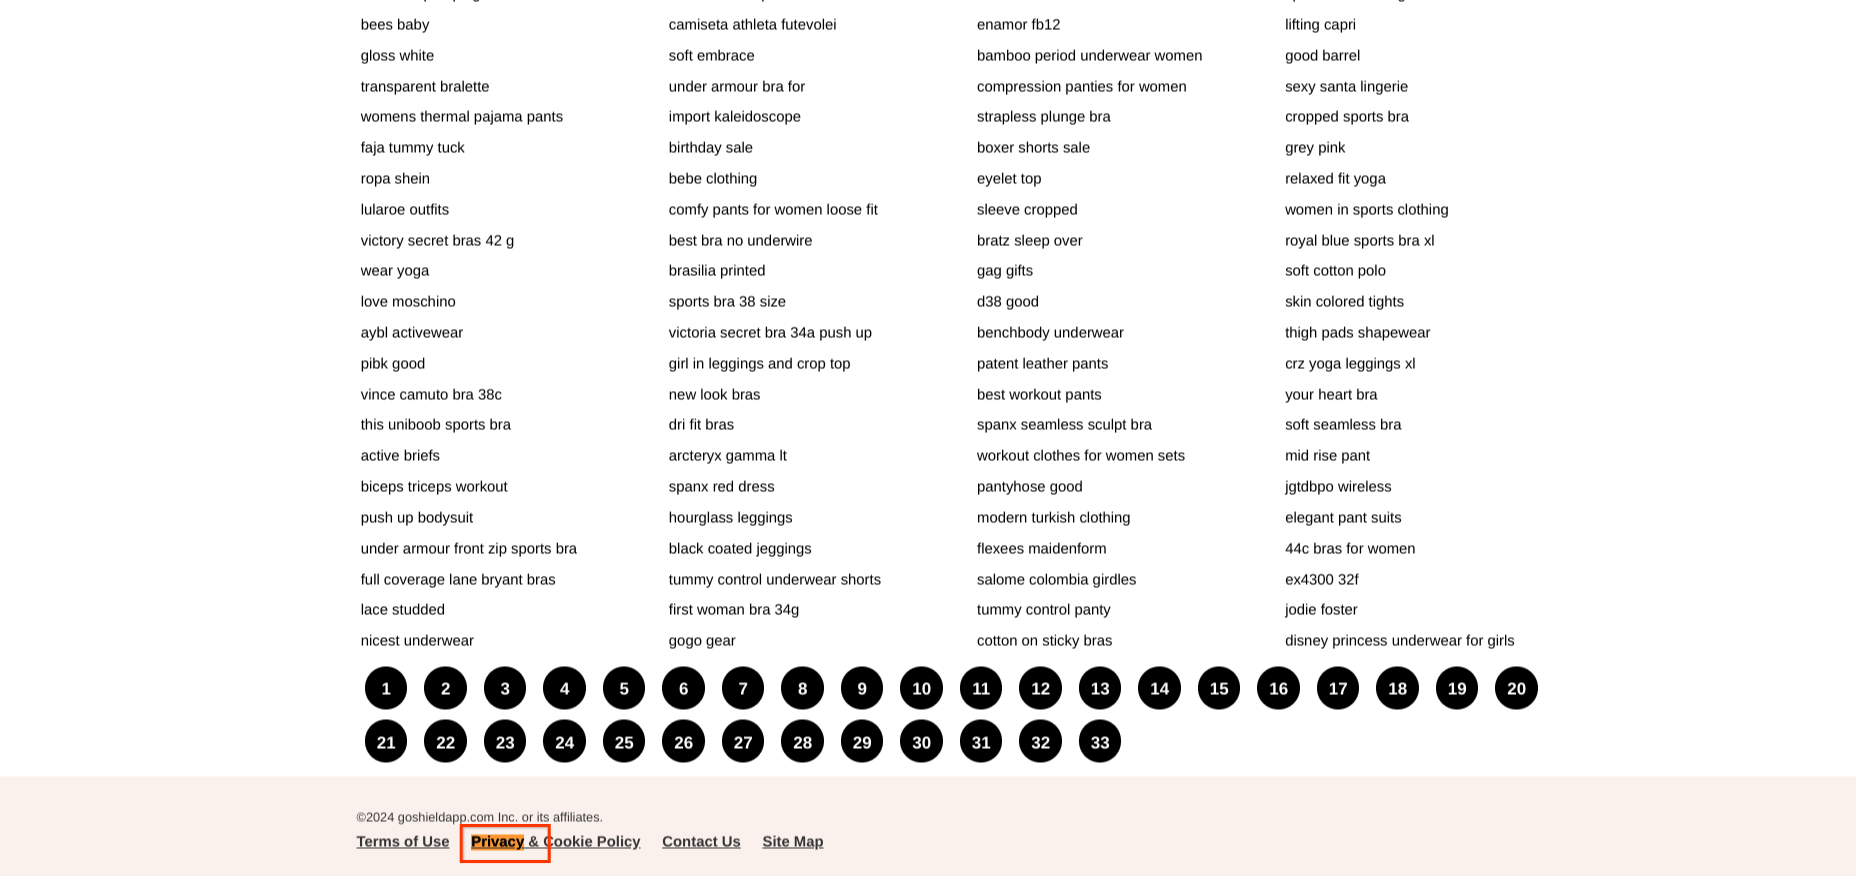 bees baby camiseta athleta futevolei enamor fb12 lifting capri
gloss white soft embrace bamboo period underwear women good barrel
transparent bralette under armour bra for compression panties for women sexy santa lingerie
womens thermal pajama pants import kaleidoscope strapless plunge bra cropped sports bra
faja tummy tuck birthday sale boxer shorts sale grey pink
ropa shein bebe clothing eyelet top relaxed fit yoga
lularoe outfits comfy pants for women loose fit sleeve cropped women in sports clothing
victory secret bras 42 g best bra no underwire bratz sleep over royal blue sports bra xl
wear yoga brasilia printed gag gifts soft cotton polo
love moschino sports bra 38 size d38 good skin colored tights
aybl activewear victoria secret bra 34a push up benchbody underwear thigh pads shapewear
pibk good girl in leggings and crop top patent leather pants crz yoga leggings xl
vince camuto bra 38c new look bras best workout pants your heart bra
this uniboob sports bra dri fit bras spanx seamless sculpt bra soft seamless bra
active briefs arcteryx gamma lt workout clothes for women sets mid rise pant
biceps triceps workout spanx red dress pantyhose good jgtdbpo wireless
push up bodysuit hourglass leggings modern turkish clothing elegant pant suits
under armour front zip sports bra black coated jeggings flexees maidenform 44c bras for women
full coverage lane bryant bras tummy control underwear shorts salome colombia girdles ex4300 32f
lace studded first woman bra 34g tummy control panty jodie foster
nicest underwear gogo gear cotton on sticky bras disney princess underwear for girls
1 2 3 4 5 6 7 8 9 10 11 12 13 14 15 16 17 18 19 20
21 22 23 24 25 26 27 28 29 30 31 32 33
©2024 goshieldapp.com Inc. or its affiliates.
Terms of Use Privacy & Cookie Policy Contact Us Site Map